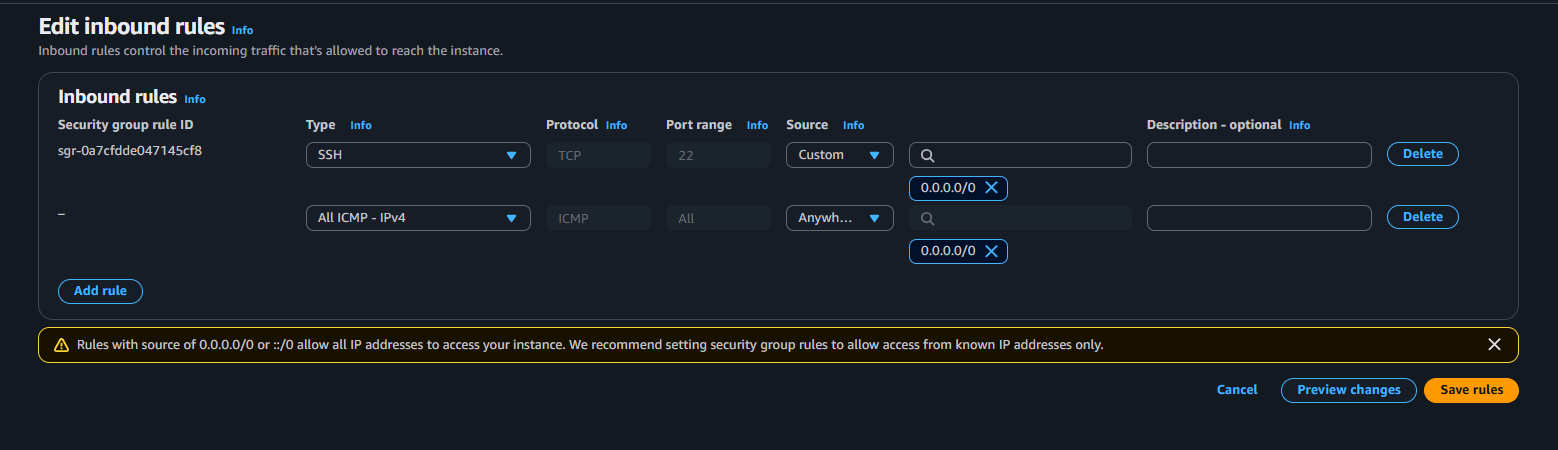 Edit inbound rules Info
Inbound rules control the incoming traffic that's allowed to reach the instance.
Inbound rules Info
Security group rule ID Type Info Protocol Info Port range Info Source Info Description - optional Info
sgr-0a7cfdde047145cf8 SSH TCP 22 Custom Delete
0.0.0.0/0
– All ICMP - IPv4 ICMP All Anywh... Delete
0.0.0.0/0
Add rule
Rules with source of 0.0.0.0/0 or ::/0 allow all IP addresses to access your instance. We recommend setting security group rules to allow access from known IP addresses only.
Cancel Preview changes Save rules